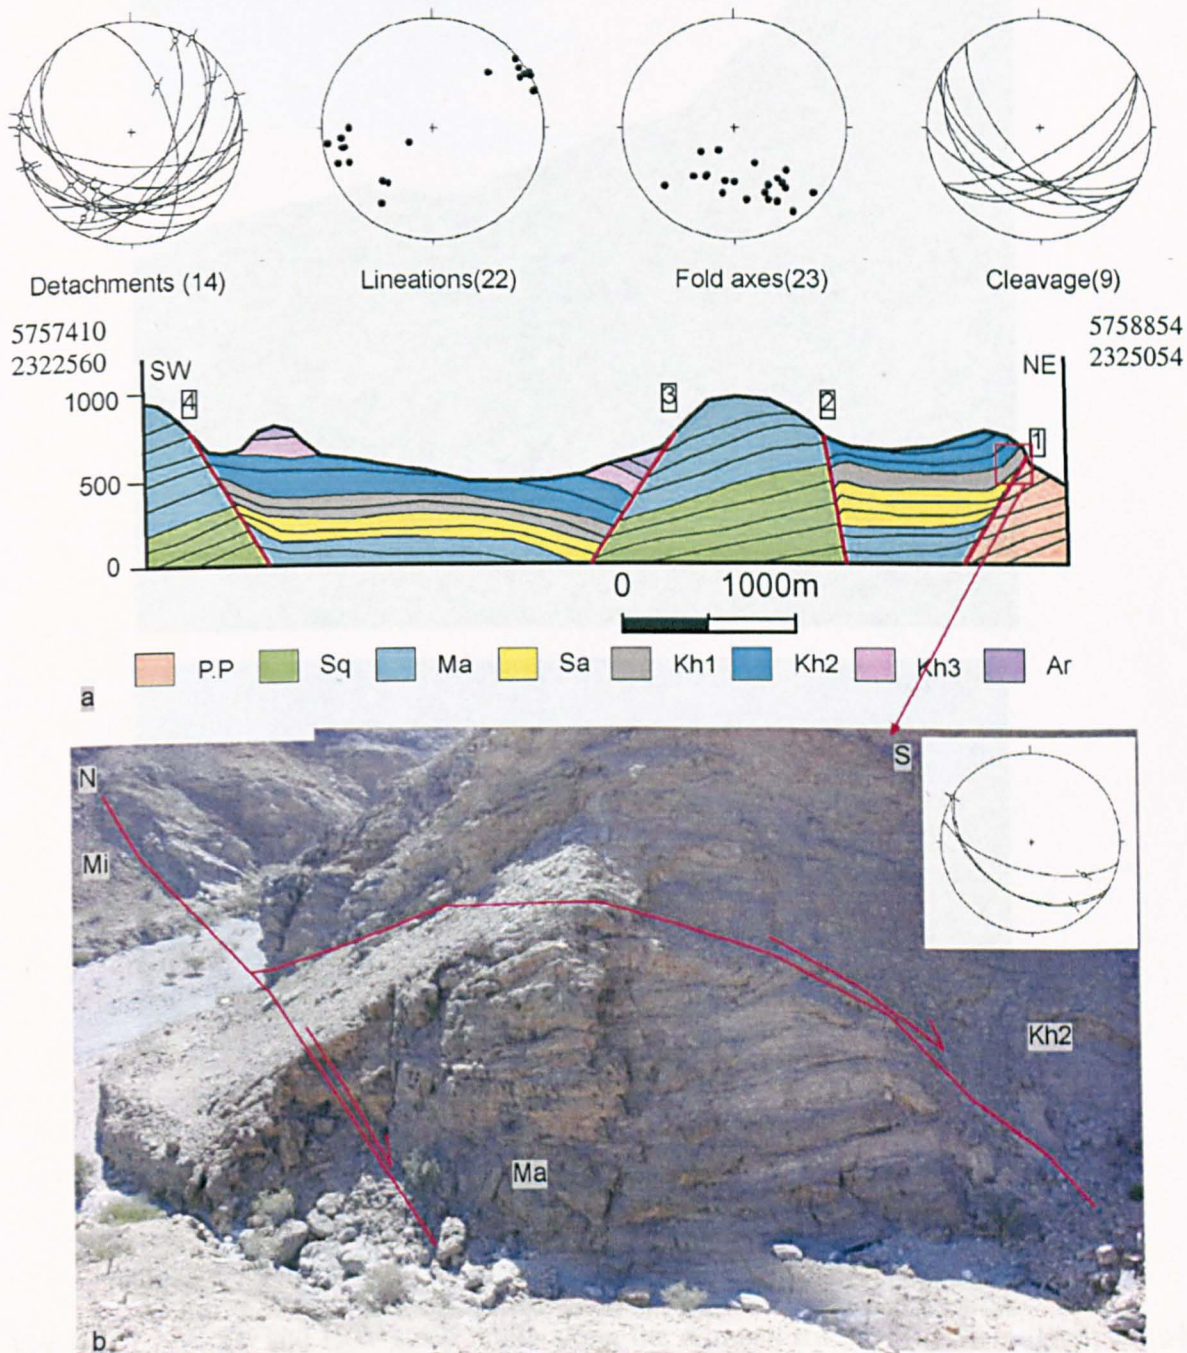 Detachments (14)
Lineations(22)
Fold axes(23)
Cleavage(9)
5757410
2322560
5758854
2325054
SW
NE
4
3
2
1
1000
500
0
0 1000m
P.P Sq Ma Sa Kh1 Kh2 Kh3 Ar
a
N
S
Mi
Kh2
Ma
b